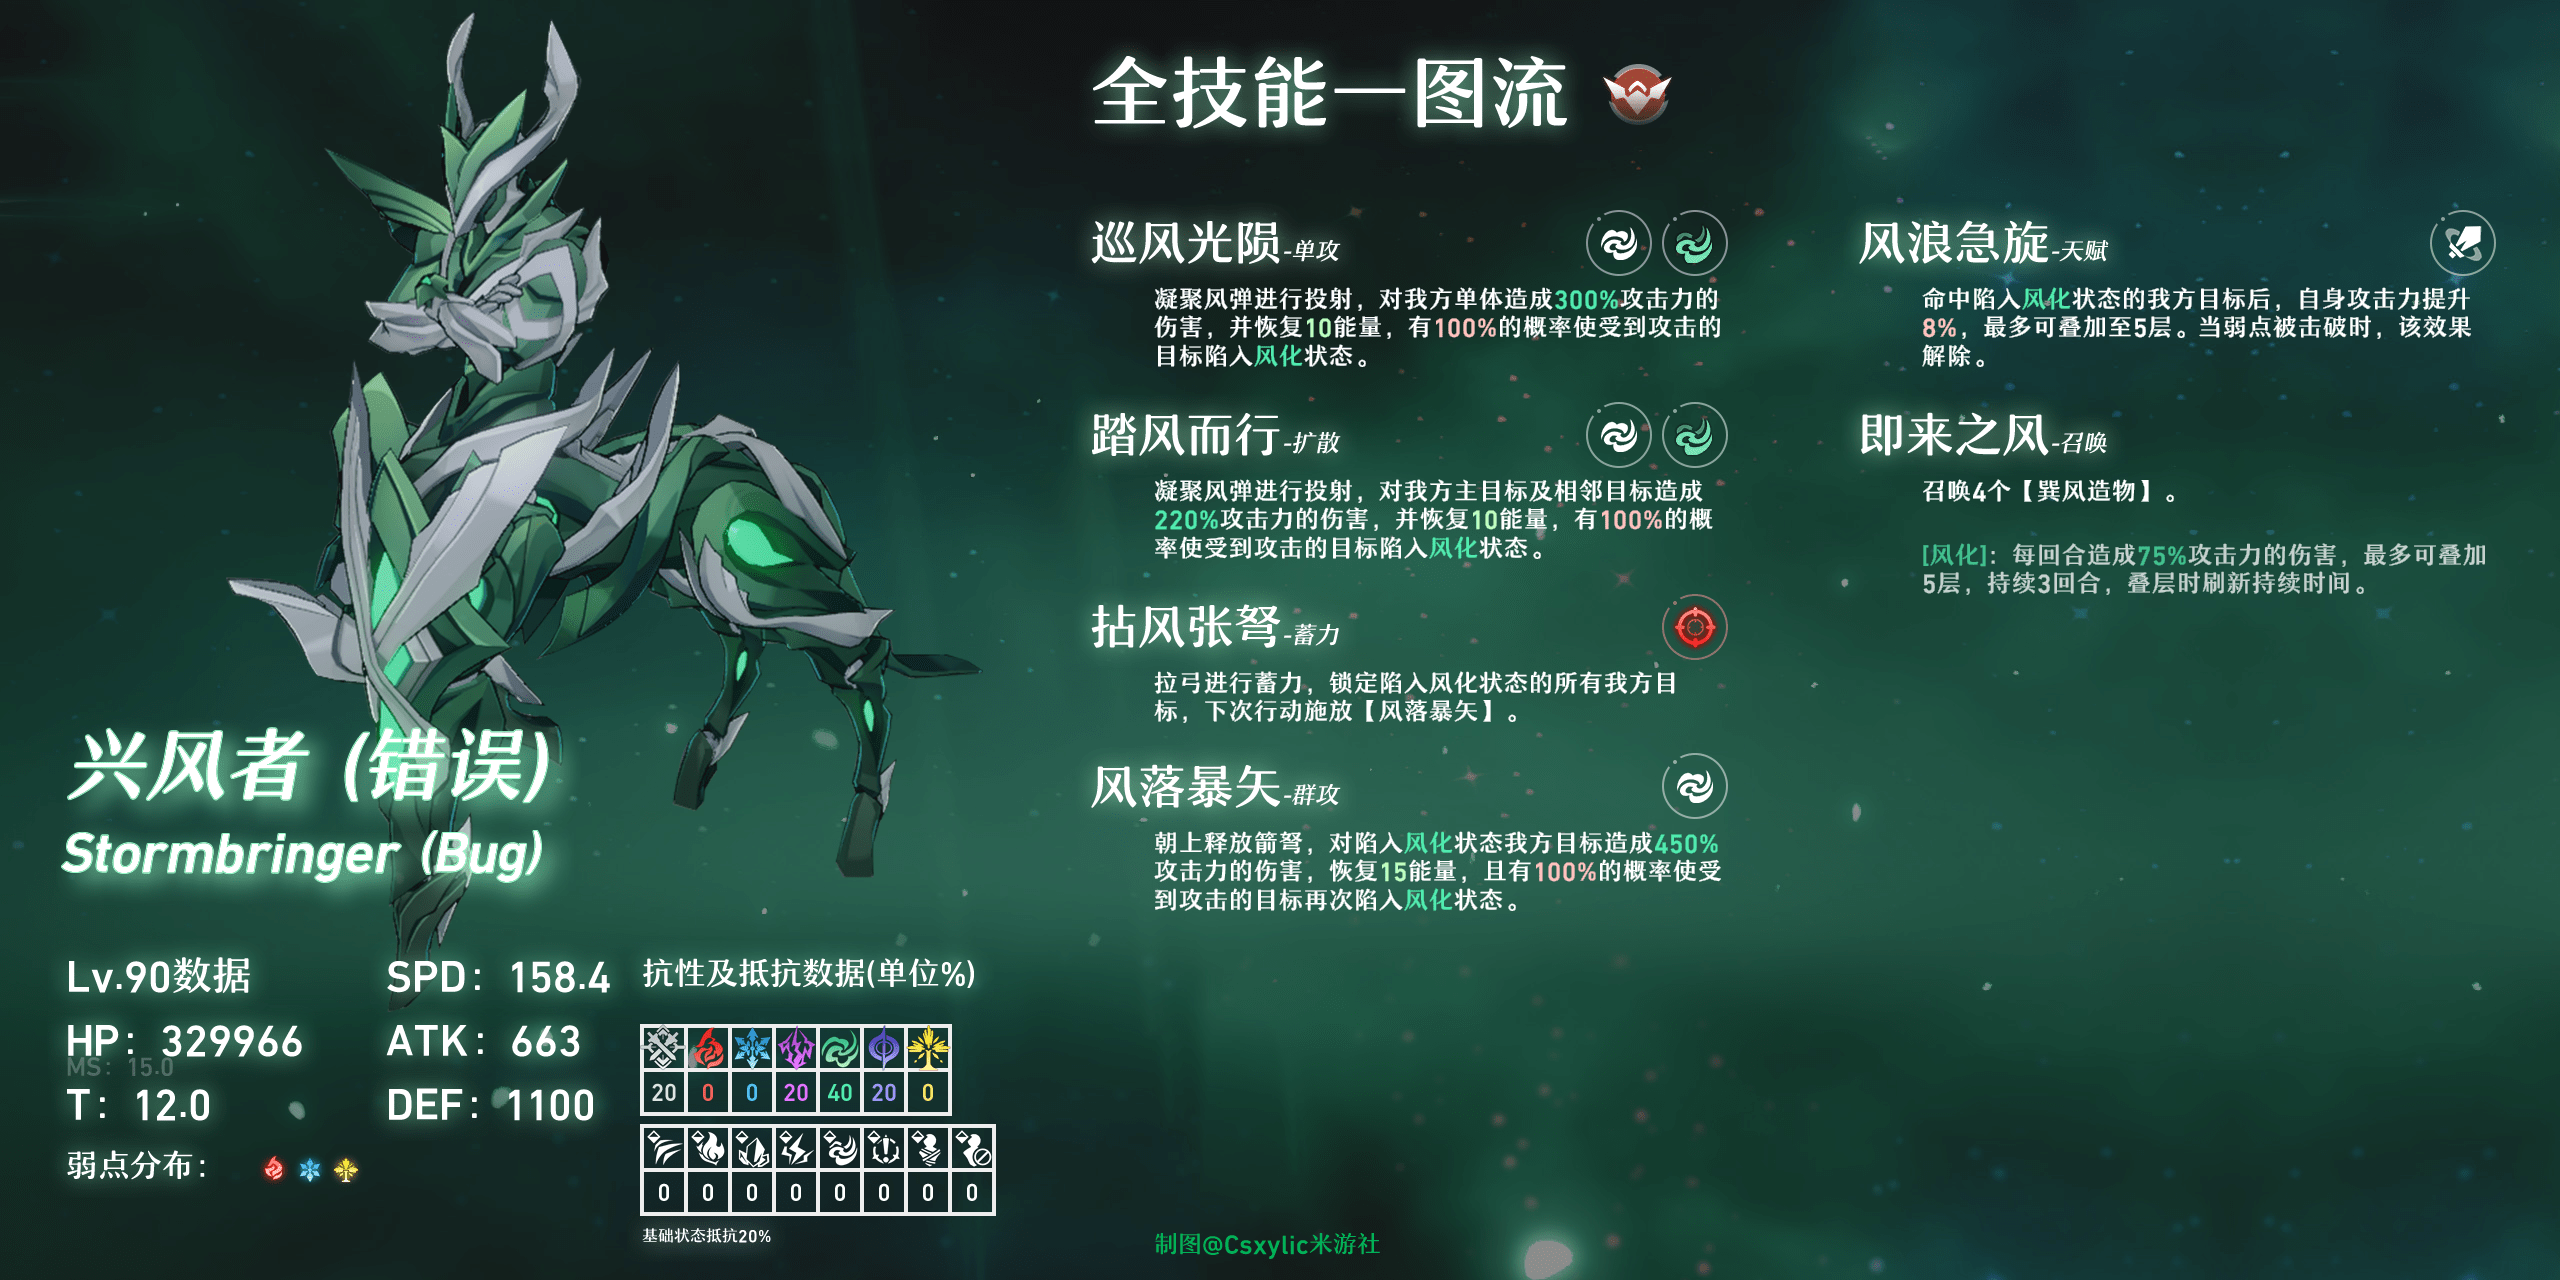 全技能一图流
巡风光陨-单攻
凝聚风弹进行投射，对我方单体造成300%攻击力的
伤害，并恢复10能量，有100%的概率使受到攻击的
目标陷入风化状态。
踏风而行-扩散
凝聚风弹进行投射，对我方主目标及相邻目标造成
220%攻击力的伤害，并恢复10能量，有100%的概
率使受到攻击的目标陷入风化状态。
拈风张弩-蓄力
拉弓进行蓄力，锁定陷入风化状态的所有我方目
标，下次行动施放【风落暴矢】。
风落暴矢-群攻
朝上释放箭弩，对陷入风化状态我方目标造成450%
攻击力的伤害，恢复15能量，且有100%的概率使受
到攻击的目标再次陷入风化状态。
风浪急旋-天赋
命中陷入风化状态的我方目标后，自身攻击力提升
8%，最多可叠加至5层。当弱点被击破时，该效果
解除。
即来之风-召唤
召唤4个【巽风造物】。
[风化]：每回合造成75%攻击力的伤害，最多可叠加
5层，持续3回合，叠层时刷新持续时间。
兴风者 (错误)
Stormbringer (Bug)
Lv.90数据
SPD：158.4
HP：329966
ATK：663
MS：15.0
T：12.0
DEF：1100
弱点分布：
抗性及抵抗数据(单位%)
20 0 0 20 40 20 0
0 0 0 0 0 0 0 0
基础状态抵抗20%
制图@Csxylic米游社